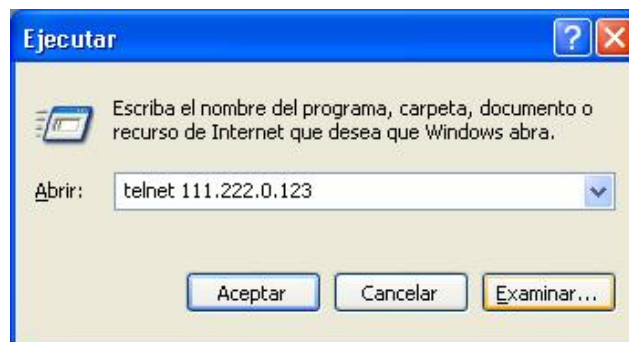 Ejecutar
Escriba el nombre del programa, carpeta, documento o
recurso de Internet que desea que Windows abra.
Abrir: telnet 111.222.0.123
Aceptar Cancelar Examinar...